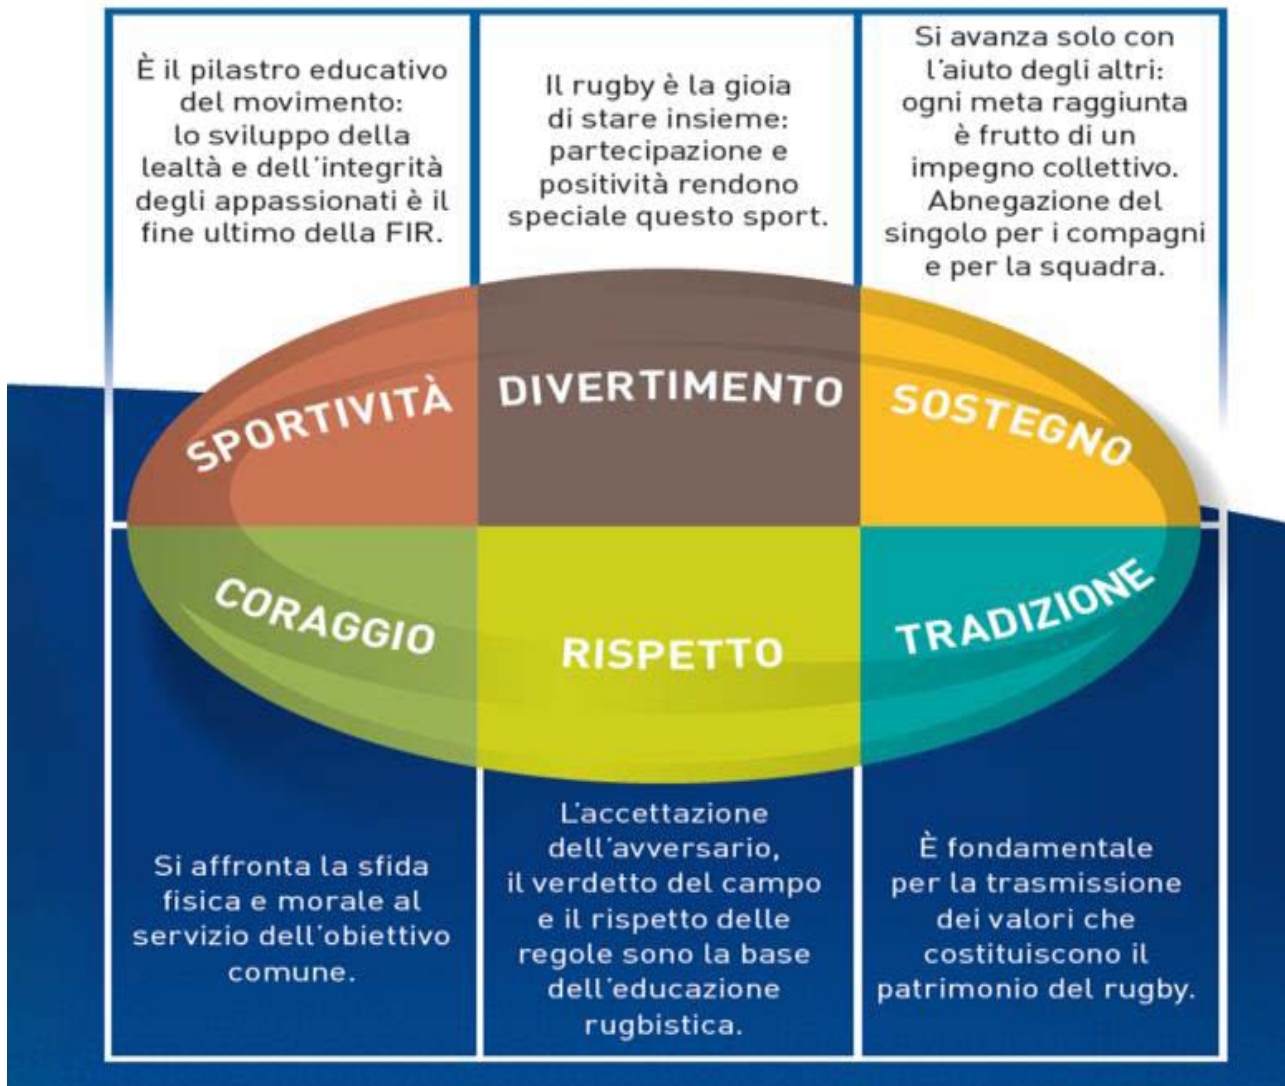 È il pilastro educativo
del movimento:
lo sviluppo della
lealtà e dell'integrità
degli appassionati è il
fine ultimo della FIR.
Il rugby è la gioia
di stare insieme:
partecipazione e
positività rendono
speciale questo sport.
Si avanza solo con
l'aiuto degli altri:
ogni meta raggiunta
è frutto di un
impegno collettivo.
Abnegazione del
singolo per i compagni
e per la squadra.
SPORTIVITÀ
DIVERTIMENTO
SOSTEGNO
CORAGGIO
RISPETTO
TRADIZIONE
Si affronta la sfida
fisica e morale al
servizio dell'obiettivo
comune.
L'accettazione
dell'avversario,
il verdetto del campo
e il rispetto delle
regole sono la base
dell'educazione
rugbistica.
È fondamentale
per la trasmissione
dei valori che
costituiscono il
patrimonio del rugby.